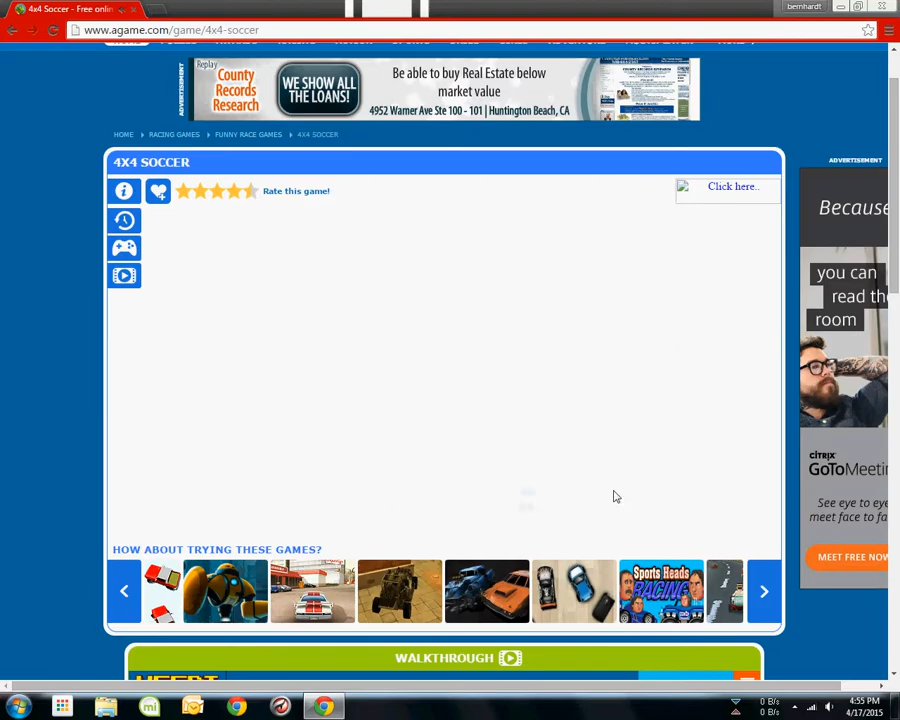 4x4 Soccer - Free onlin
bernhardt
www.agame.com/game/4x4-soccer
ADVERTISEMENT
Replay
County
Records
Research
WE SHOW ALL
THE LOANS!
Be able to buy Real Estate below
market value
4952 Warner Ave Ste 100 - 101 | Huntington Beach, CA
HOME RACING GAMES FUNNY RACE GAMES 4X4 SOCCER
4X4 SOCCER
Rate this game!
Click here..
ADVERTISEMENT
Because
you can
read the
room
CITRIX
GoToMeetin
See eye to eye
meet face to fa
MEET FREE NOW
HOW ABOUT TRYING THESE GAMES?
Sports Heads
RACING
WALKTHROUGH
mi
0 B/s
0 B/s
4:55 PM
4/17/2015